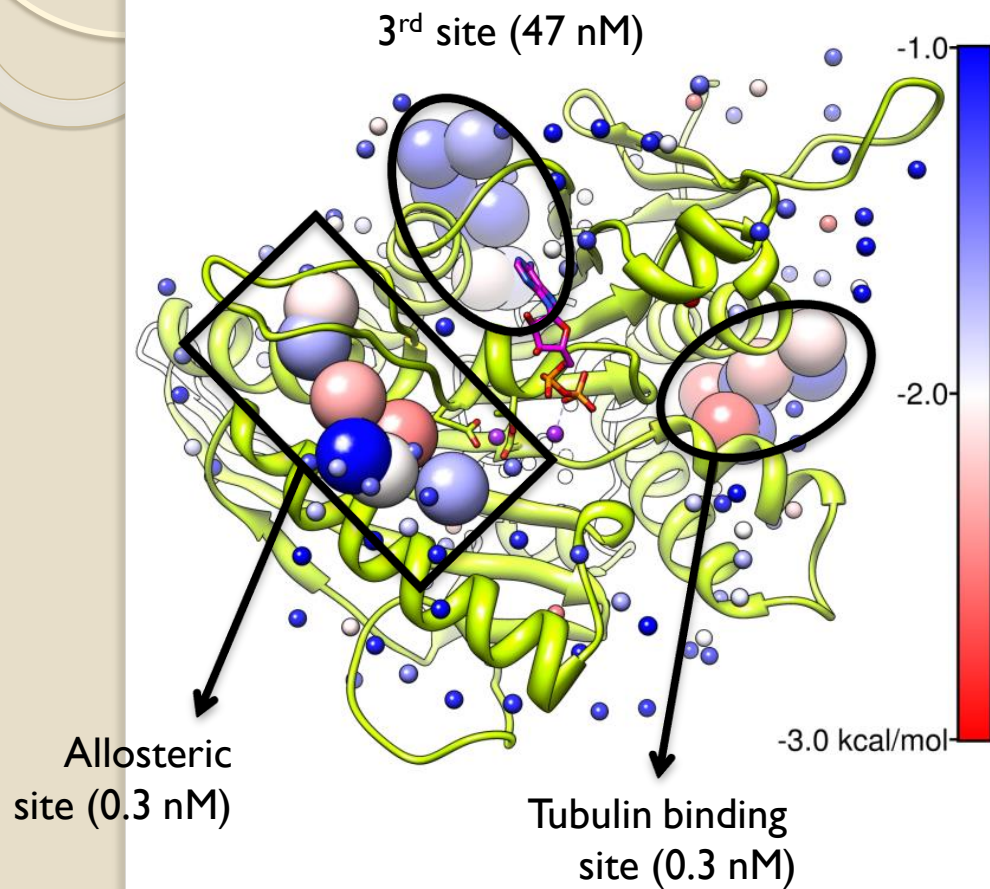 3rd site (47 nM)
-1.0
-2.0
-3.0 kcal/mol
Allosteric
site (0.3 nM)
Tubulin binding
site (0.3 nM)